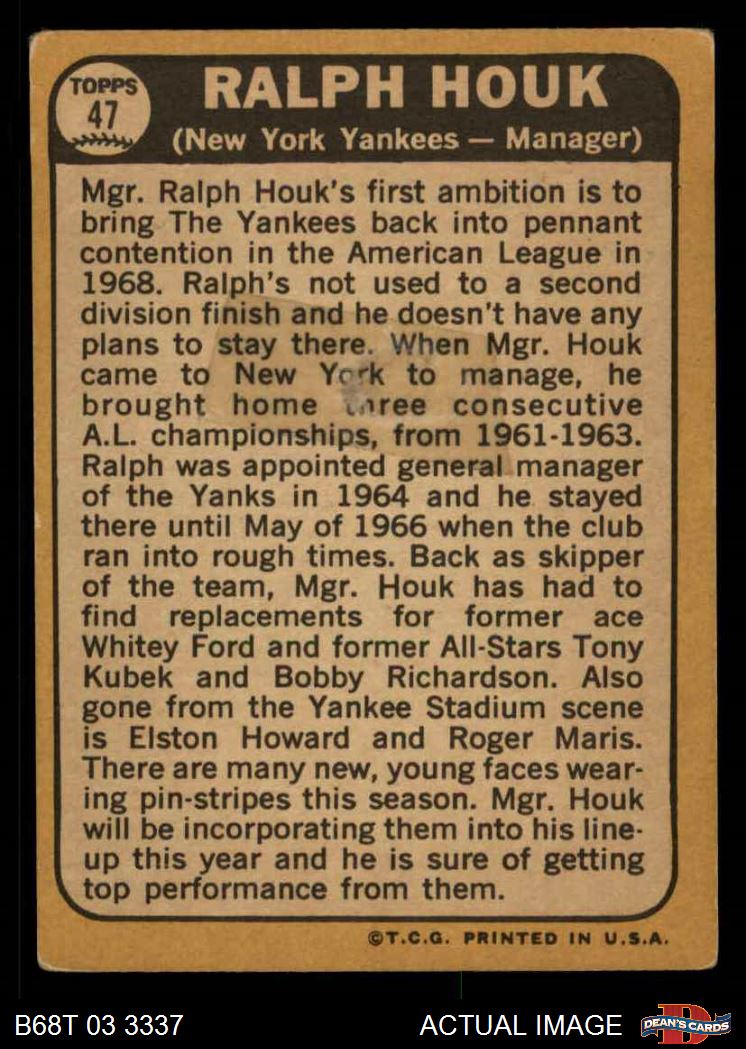 TOPPS
47
RALPH HOUK
(New York Yankees — Manager)
Mgr. Ralph Houk's first ambition is to
bring The Yankees back into pennant
contention in the American League in
1968. Ralph's not used to a second
division finish and he doesn't have any
plans to stay there. When Mgr. Houk
came to New York to manage, he
brought home three consecutive
A.L. championships, from 1961-1963.
Ralph was appointed general manager
of the Yanks in 1964 and he stayed
there until May of 1966 when the club
ran into rough times. Back as skipper
of the team, Mgr. Houk has had to
find replacements for former ace
Whitey Ford and former All-Stars Tony
Kubek and Bobby Richardson. Also
gone from the Yankee Stadium scene
is Elston Howard and Roger Maris.
There are many new, young faces wear-
ing pin-stripes this season. Mgr. Houk
will be incorporating them into his line-
up this year and he is sure of getting
top performance from them.
©T.C.G. PRINTED IN U.S.A.
B68T 03 3337
ACTUAL IMAGE
D
DEAN'S CARDS